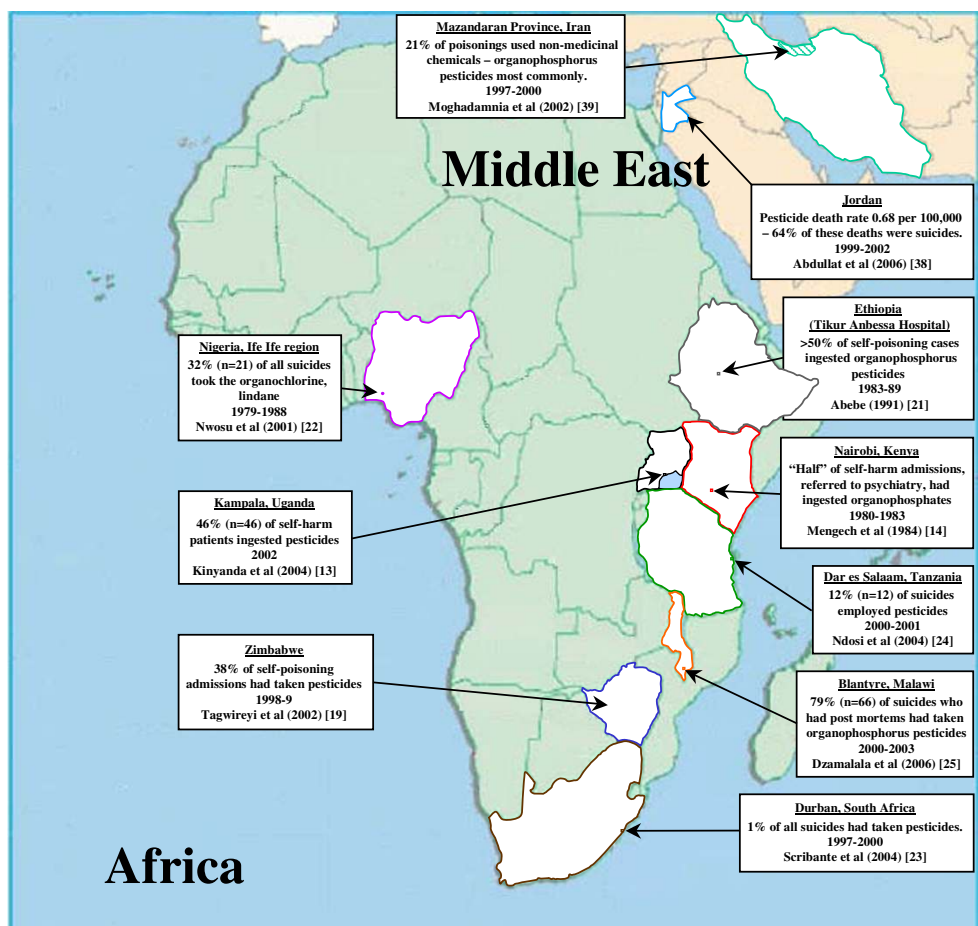 Mazandaran Province, Iran
21% of poisonings used non-medicinal
chemicals – organophosphorus
pesticides most commonly.
1997-2000
Moghadamnia et al (2002) [39]
Middle East
Jordan
Pesticide death rate 0.68 per 100,000
– 64% of these deaths were suicides.
1999-2002
Abdullat et al (2006) [38]
Ethiopia
(Tikur Anbessa Hospital)
>50% of self-poisoning cases
ingested organophosphorus
pesticides
1983-89
Abebe (1991) [21]
Nigeria, Ife Ife region
32% (n=21) of all suicides
took the organochlorine,
lindane
1979-1988
Nwosu et al (2001) [22]
Nairobi, Kenya
“Half” of self-harm admissions,
referred to psychiatry, had
ingested organophosphates
1980-1983
Mengech et al (1984) [14]
Kampala, Uganda
46% (n=46) of self-harm
patients ingested pesticides
2002
Kinyanda et al (2004) [13]
Dar es Salaam, Tanzania
12% (n=12) of suicides
employed pesticides
2000-2001
Ndosi et al (2004) [24]
Zimbabwe
38% of self-poisoning
admissions had taken pesticides
1998-9
Tagwireyi et al (2002) [19]
Blantyre, Malawi
79% (n=66) of suicides who
had post mortems had taken
organophosphorus pesticides
2000-2003
Dzamalala et al (2006) [25]
Durban, South Africa
1% of all suicides had taken pesticides.
1997-2000
Scribante et al (2004) [23]
Africa